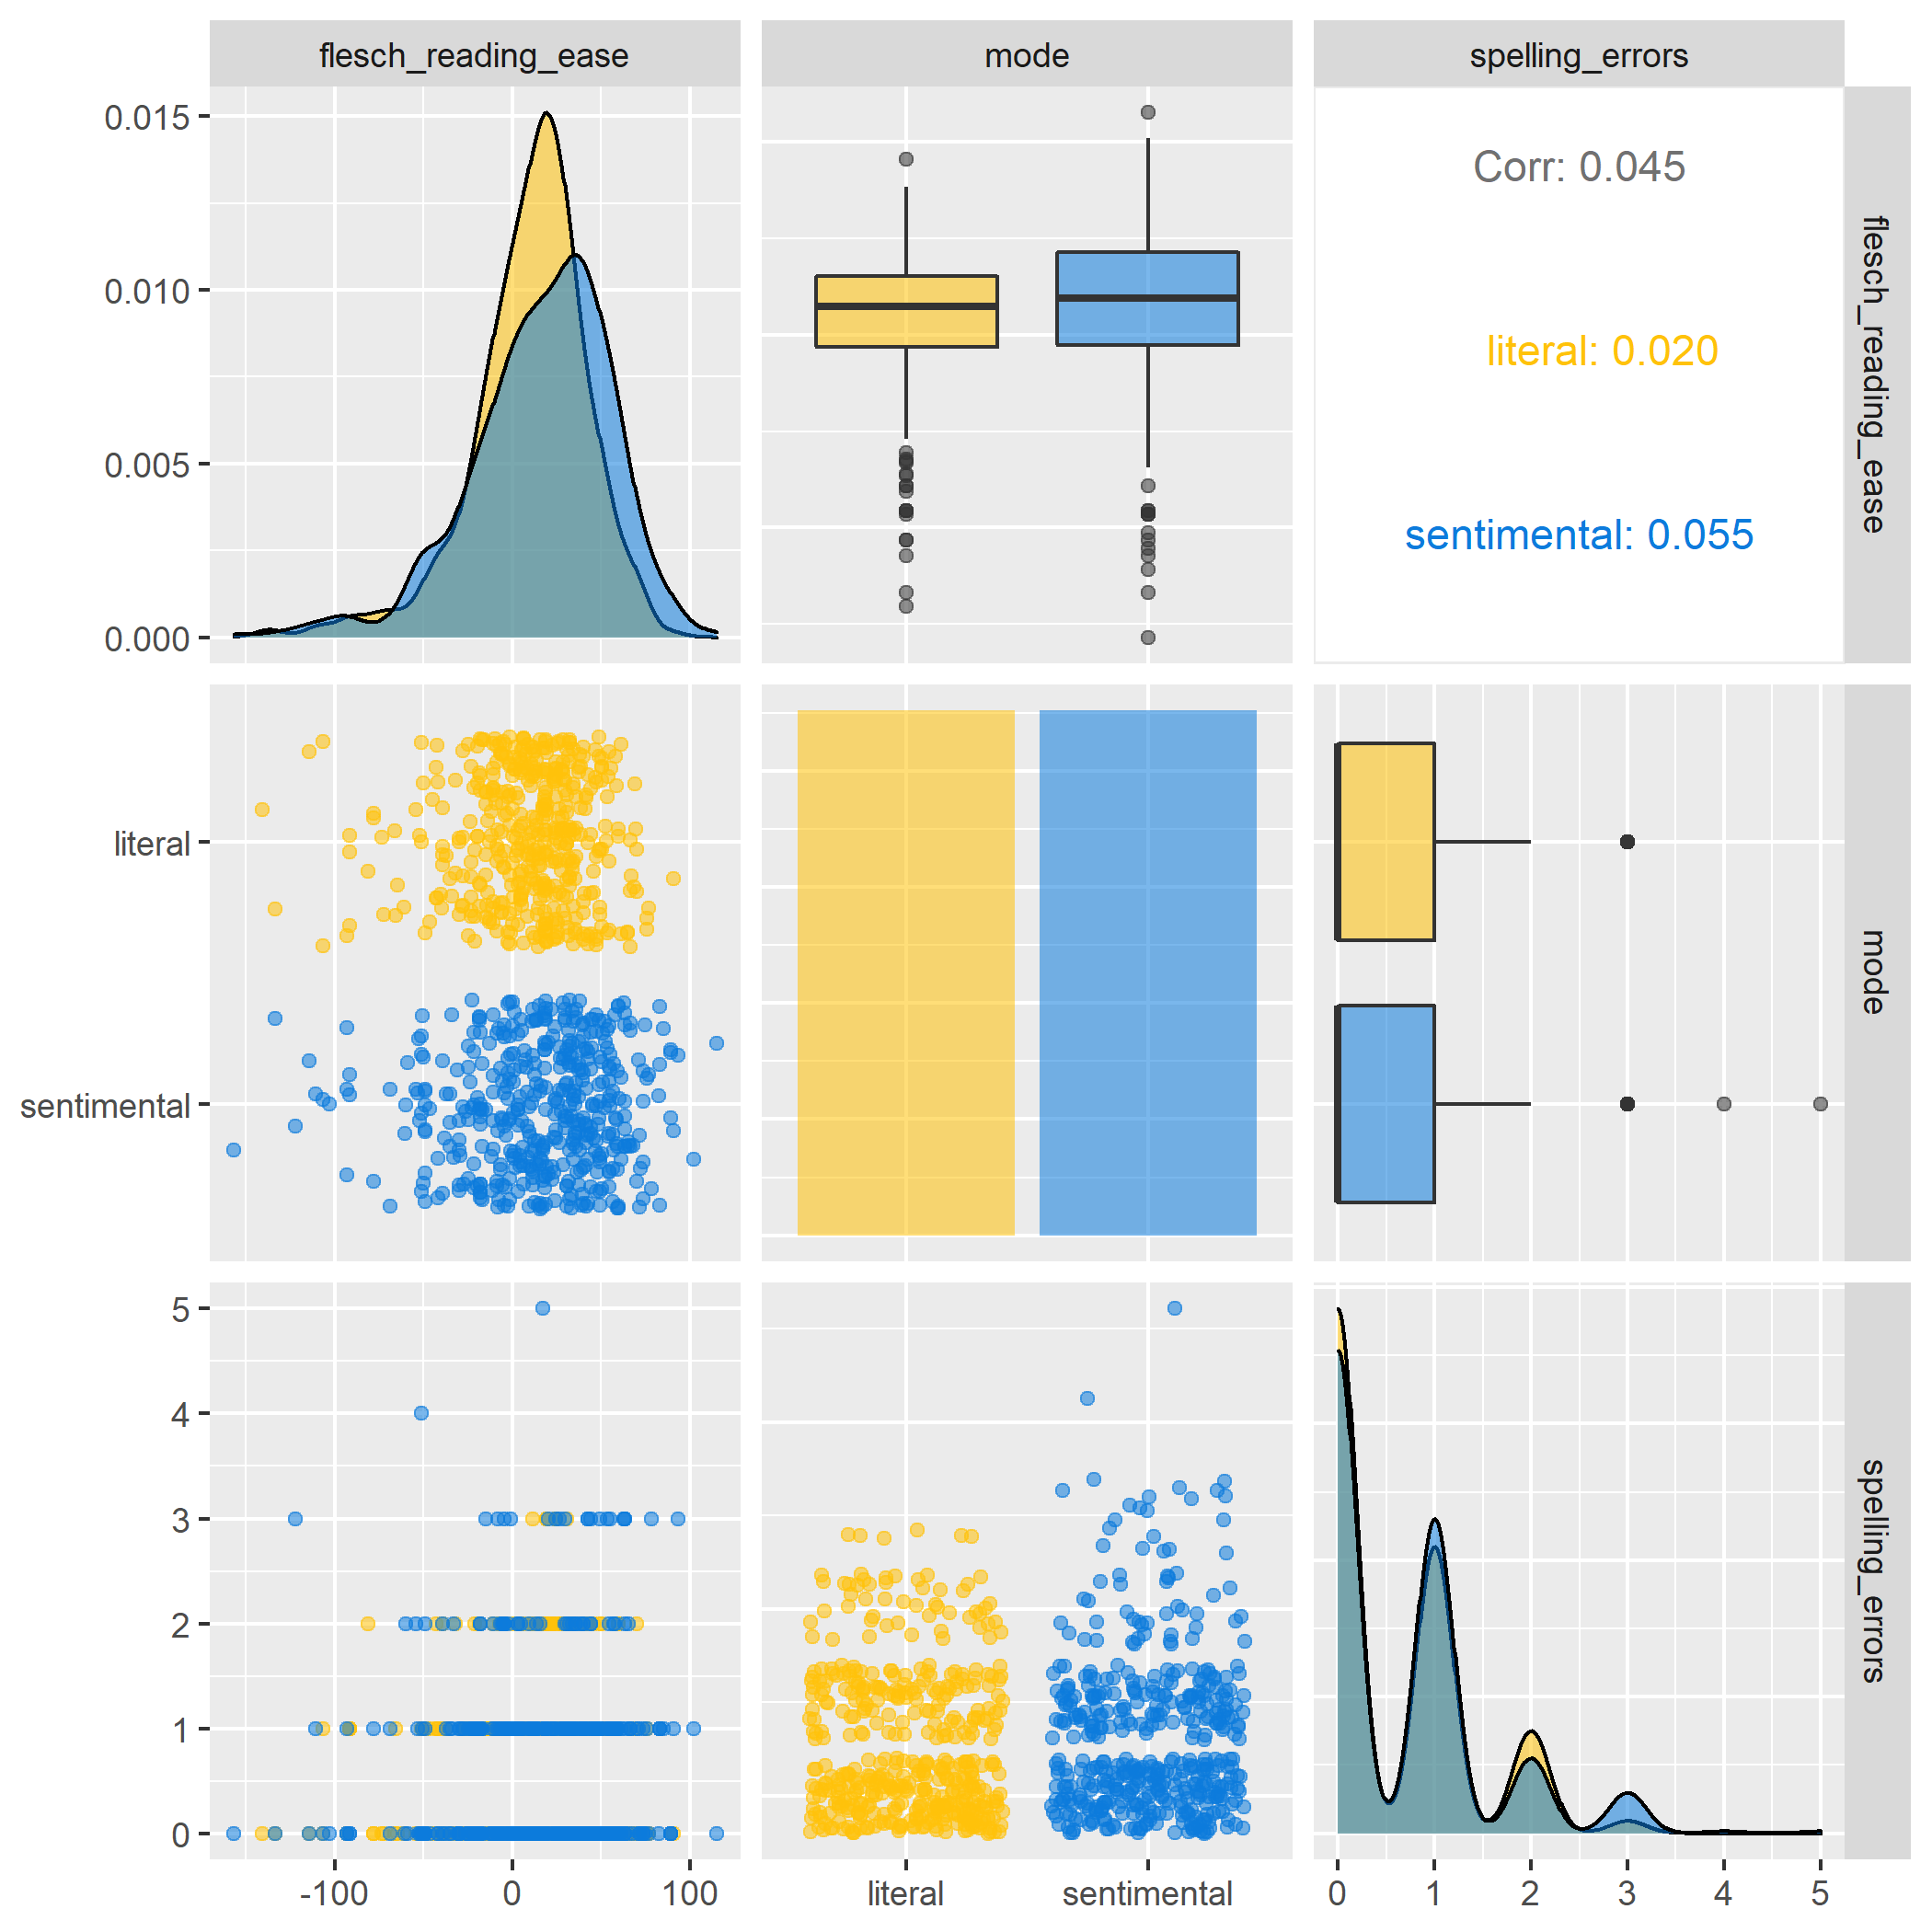 flesch_reading_ease
mode
spelling_errors
0.015
0.010
0.005
0.000
Corr: 0.045
literal: 0.020
sentimental: 0.055
flesch_reading_ease
literal
sentimental
mode
5
4
3
2
1
0
spelling_errors
-100 0 100
literal sentimental
0 1 2 3 4 5